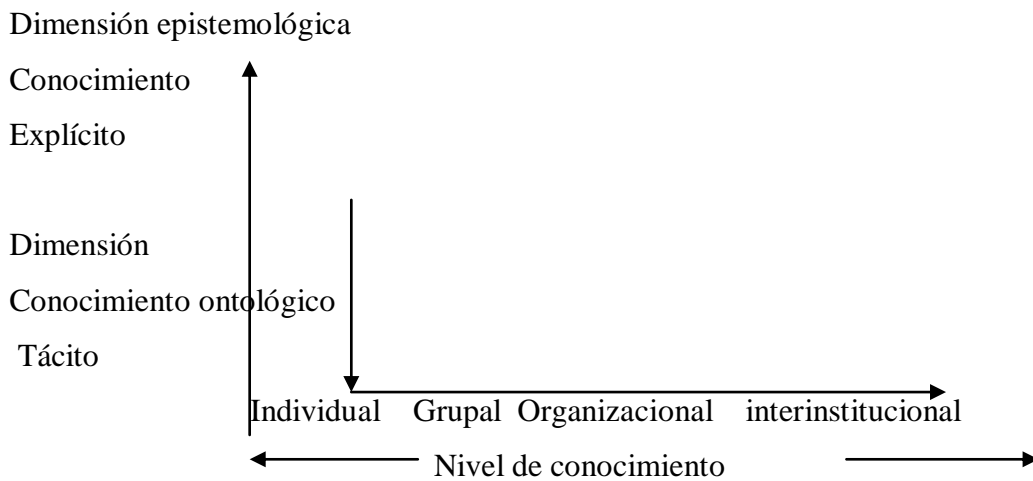 Dimensión epistemológica
Conocimiento
Explícito
Dimensión
Conocimiento ontológico
Tácito
Individual Grupal Organizacional interinstitucional
Nivel de conocimiento